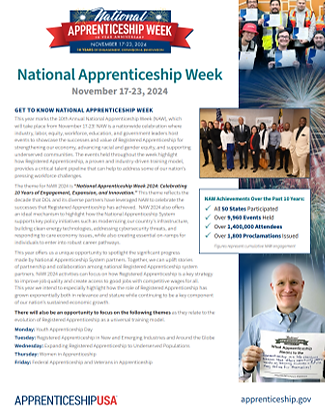 National
APPRENTICESHIP WEEK
10 YEAR ANNIVERSARY
NOVEMBER 17-23, 2024
National Apprenticeship Week
November 17-23, 2024
GET TO KNOW NATIONAL APPRENTICESHIP WEEK
This year marks the 10th Annual National Apprenticeship Week (NAW), which
will take place from November 17-23! NAW is a nationwide celebration where
industry, labor, equity, workforce, education, and government leaders host
events to showcase the successes and value of Registered Apprenticeship for
strengthening our economy, advancing racial and gender equity, and supporting
underserved communities. The events held throughout the week highlight
how Registered Apprenticeship, a proven and industry-driven training model,
provides a critical talent pipeline that can help to address some of our nation's
pressing workforce challenges.
The theme for NAW 2024 is "National Apprenticeship Week 2024: Celebrating
10 Years of Engagement, Expansion, and Innovation." This theme reflects the
decade that DOL and its diverse partners have leveraged NAW to celebrate the
successes that Registered Apprenticeship has achieved. NAW 2024 also offers
an ideal mechanism to highlight how the National Apprenticeship System
supports key policy initiatives such as modernizing our country's infrastructure,
building clean energy technologies, addressing cybersecurity threats, and
responding to care economy issues, while also creating essential on-ramps for
individuals to enter into robust career pathways.
This year offers us a unique opportunity to spotlight the significant progress
made by National Apprenticeship System partners. Together, we can uplift stories
of partnership and collaboration among national Registered Apprenticeship system
partners. NAW 2024 activities can focus on how Registered Apprenticeship is a key strategy
to improve job quality and create access to good jobs with competitive wages for all.
This year we intend to especially highlight how the role of Registered Apprenticeship has
grown exponentially both in relevance and stature while continuing to be a key component
of our nation's sustained economic growth.
There will also be an opportunity to focus on the following themes as they relate to the
evolution of Registered Apprenticeship as a universal training model:
Monday: Youth Apprenticeship Day
Tuesday: Registered Apprenticeship in New and Emerging Industries and Around the Globe
Wednesday: Expanding Registered Apprenticeship to Underserved Populations
Thursday: Women in Apprenticeship
Friday: Federal Apprenticeship and Veterans in Apprenticeship
NAW Achievements Over the Past 10 Years:
✓ All 50 States Participated
✓ Over 9,960 Events Held
✓ Over 1,400,000 Attendees
✓ Over 1,800 Proclamations Issued
Figures represent cumulative NAW engagement
What Apprenticeship
Means to Me
APPRENTICESHIPUSA
apprenticeship.gov